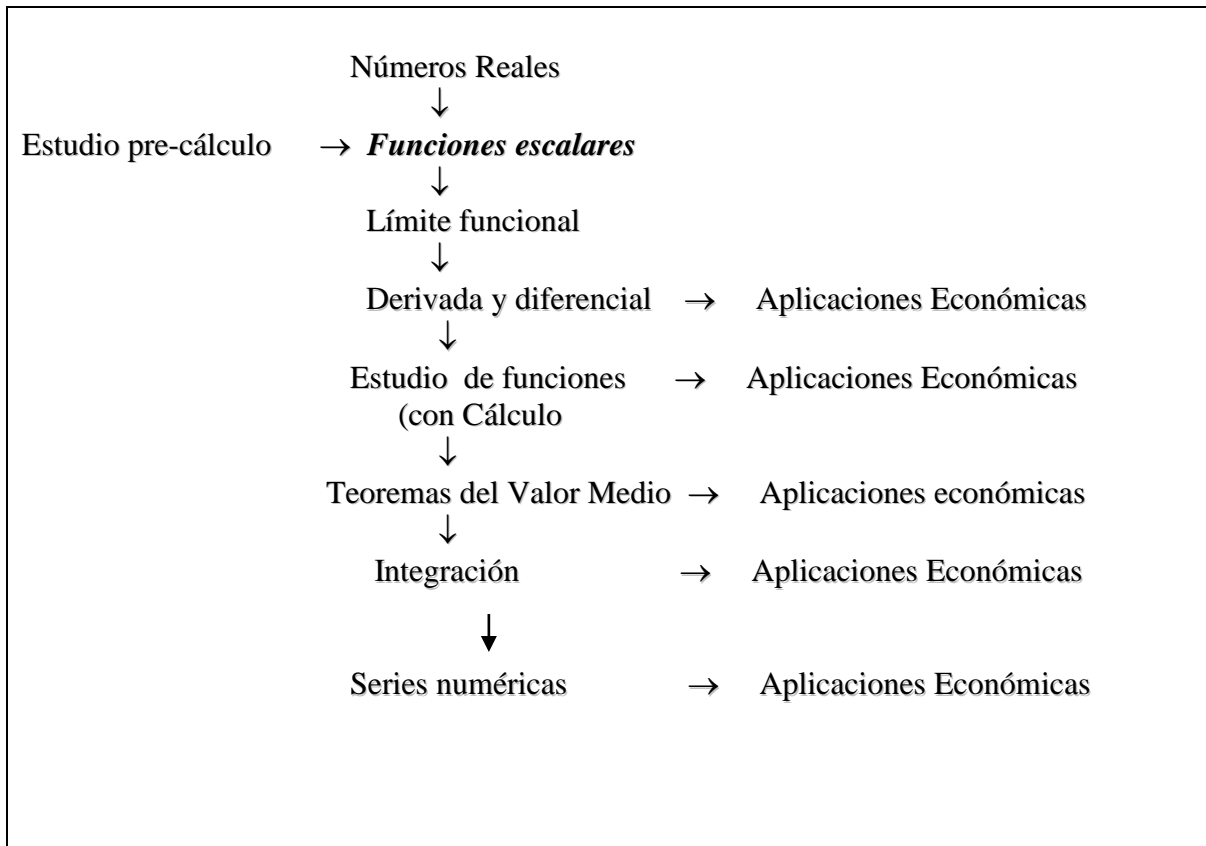 Números Reales
↓
Estudio pre-cálculo → Funciones escalares
↓
Límite funcional
↓
Derivada y diferencial → Aplicaciones Económicas
↓
Estudio de funciones → Aplicaciones Económicas
(con Cálculo
↓
Teoremas del Valor Medio → Aplicaciones económicas
↓
Integración → Aplicaciones Económicas
↓
Series numéricas → Aplicaciones Económicas